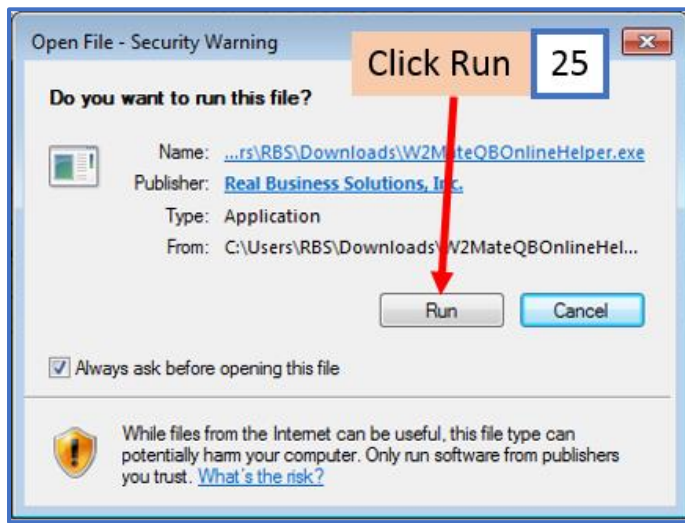 Open File - Security Warning
Click Run 25
Do you want to run this file?
Name: ...rs\RBS\Downloads\W2MateQBOnlineHelper.exe
Publisher: Real Business Solutions, Inc.
Type: Application
From: C:\Users\RBS\Downloads\W2MateQBOnlineHel...
Run Cancel
Always ask before opening this file
While files from the Internet can be useful, this file type can
potentially harm your computer. Only run software from publishers
you trust. What's the risk?